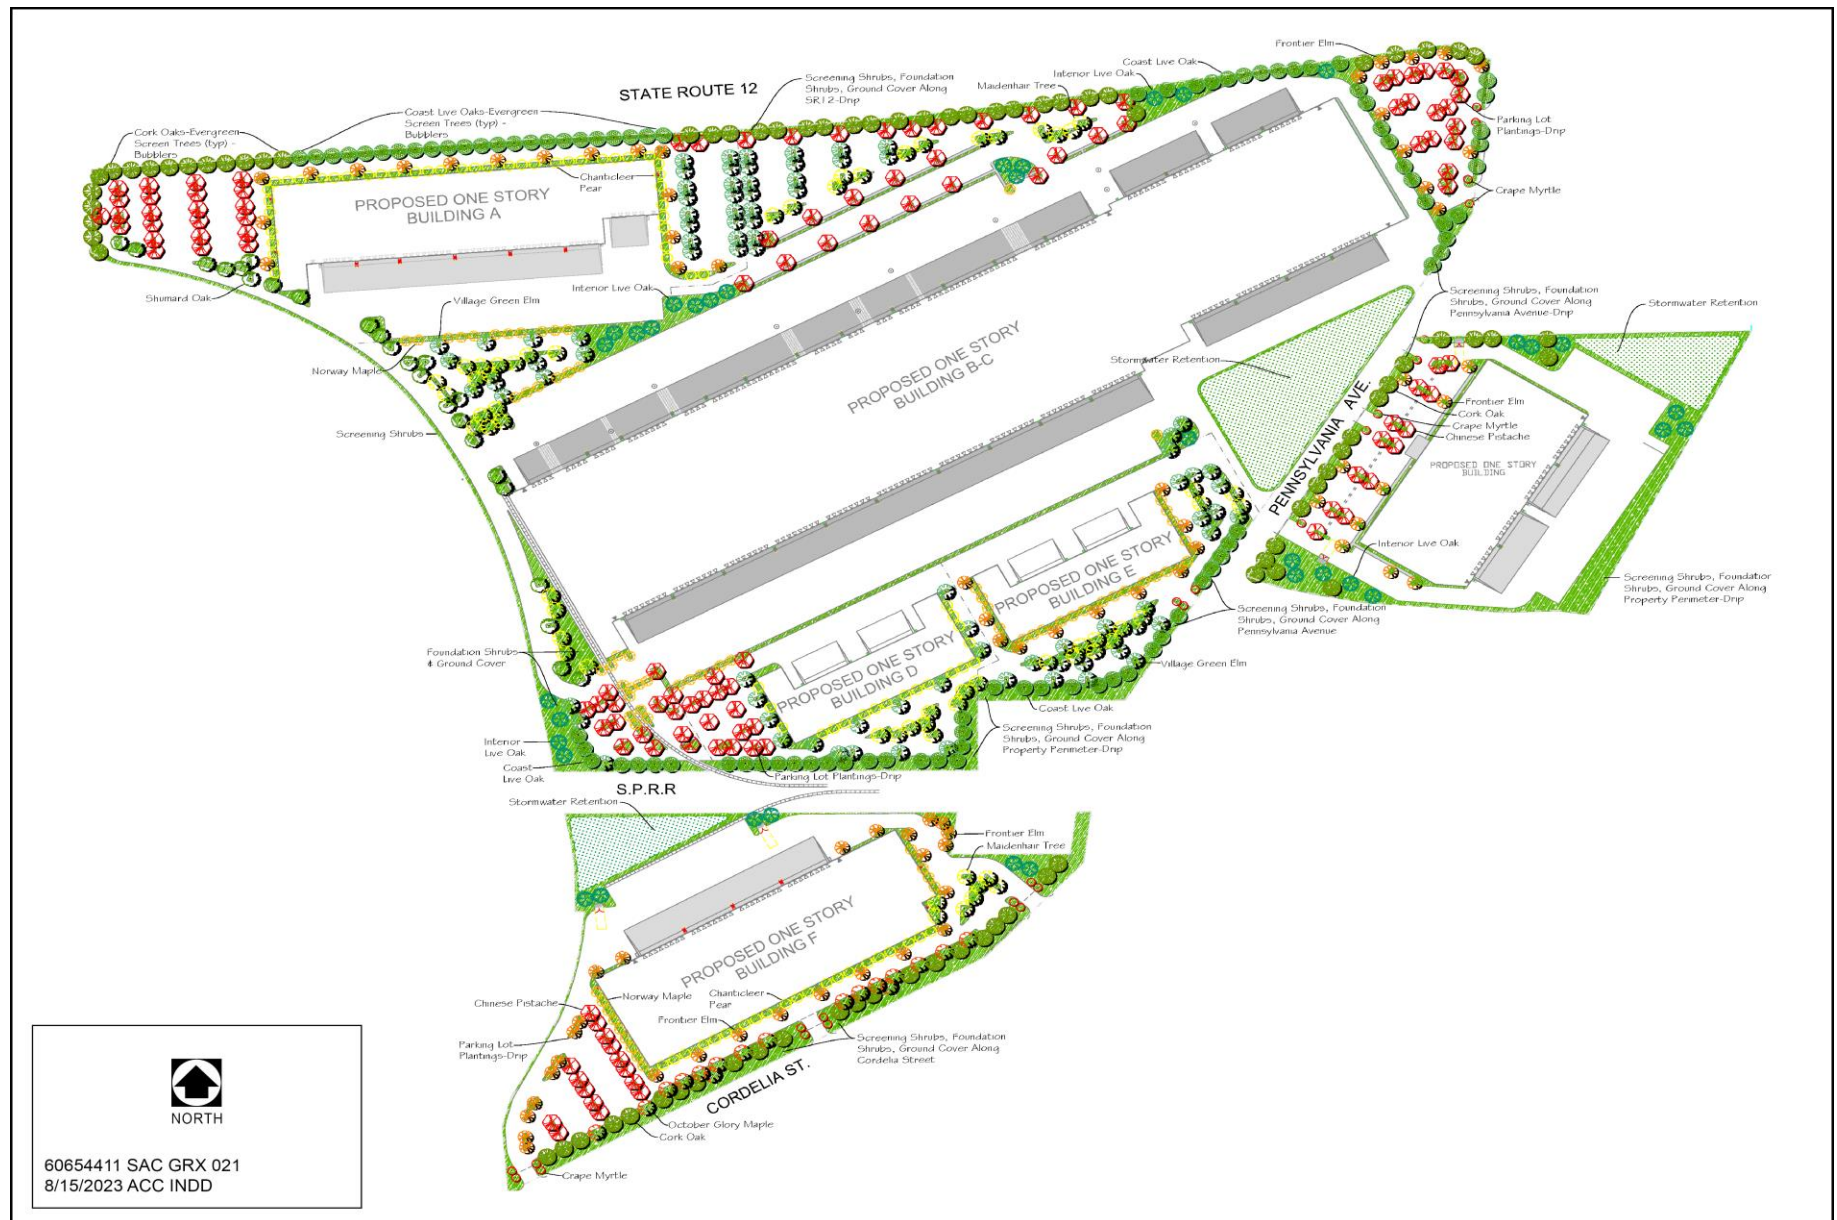 Frontier Elm
Coast Live Oak
Interior Live Oak
Maidenhair Tree
Screening Shrubs, Foundation
Shrubs, Ground Cover Along
SR12-Drip
STATE ROUTE 12
Coast Live Oaks-Evergreen
Screen Trees (typ) -
Bubblers
Cork Oaks-Evergreen
Screen Trees (typ) -
Bubblers
Parking Lot
Plantings-Drip
Crape Myrtle
Chanticleer
Pear
PROPOSED ONE STORY
BUILDING A
Shumard Oak
Village Green Elm
Interior Live Oak
Norway Maple
Screening Shrubs
PROPOSED ONE STORY
BUILDING B-C
Screening Shrubs, Foundation
Shrubs, Ground Cover Along
Pennsylvania Avenue-Drip
Stormwater Retention
Stormwater Retention
PENNSYLVANIA AVE.
Frontier Elm
Cork Oak
Crape Myrtle
Chinese Pistache
PROPOSED ONE STORY
BUILDING
Interior Live Oak
Screening Shrubs, Foundation
Shrubs, Ground Cover Along
Property Perimeter-Drip
PROPOSED ONE STORY
BUILDING E
Screening Shrubs, Foundation
Shrubs, Ground Cover Along
Pennsylvania Avenue
Village Green Elm
PROPOSED ONE STORY
BUILDING D
Coast Live Oak
Screening Shrubs, Foundation
Shrubs, Ground Cover Along
Property Perimeter-Drip
Foundation Shrubs
& Ground Cover
Interior
Live Oak
Coast
Live Oak
Parking Lot Plantings-Drip
S.P.R.R
Stormwater Retention
Frontier Elm
Maidenhair Tree
PROPOSED ONE STORY
BUILDING F
Chinese Pistache
Norway Maple
Chanticleer
Pear
Frontier Elm
Parking Lot
Plantings-Drip
Screening Shrubs, Foundation
Shrubs, Ground Cover Along
Cordelia Street
CORDELIA ST.
October Glory Maple
Cork Oak
Crape Myrtle
NORTH
60654411 SAC GRX 021
8/15/2023 ACC INDD